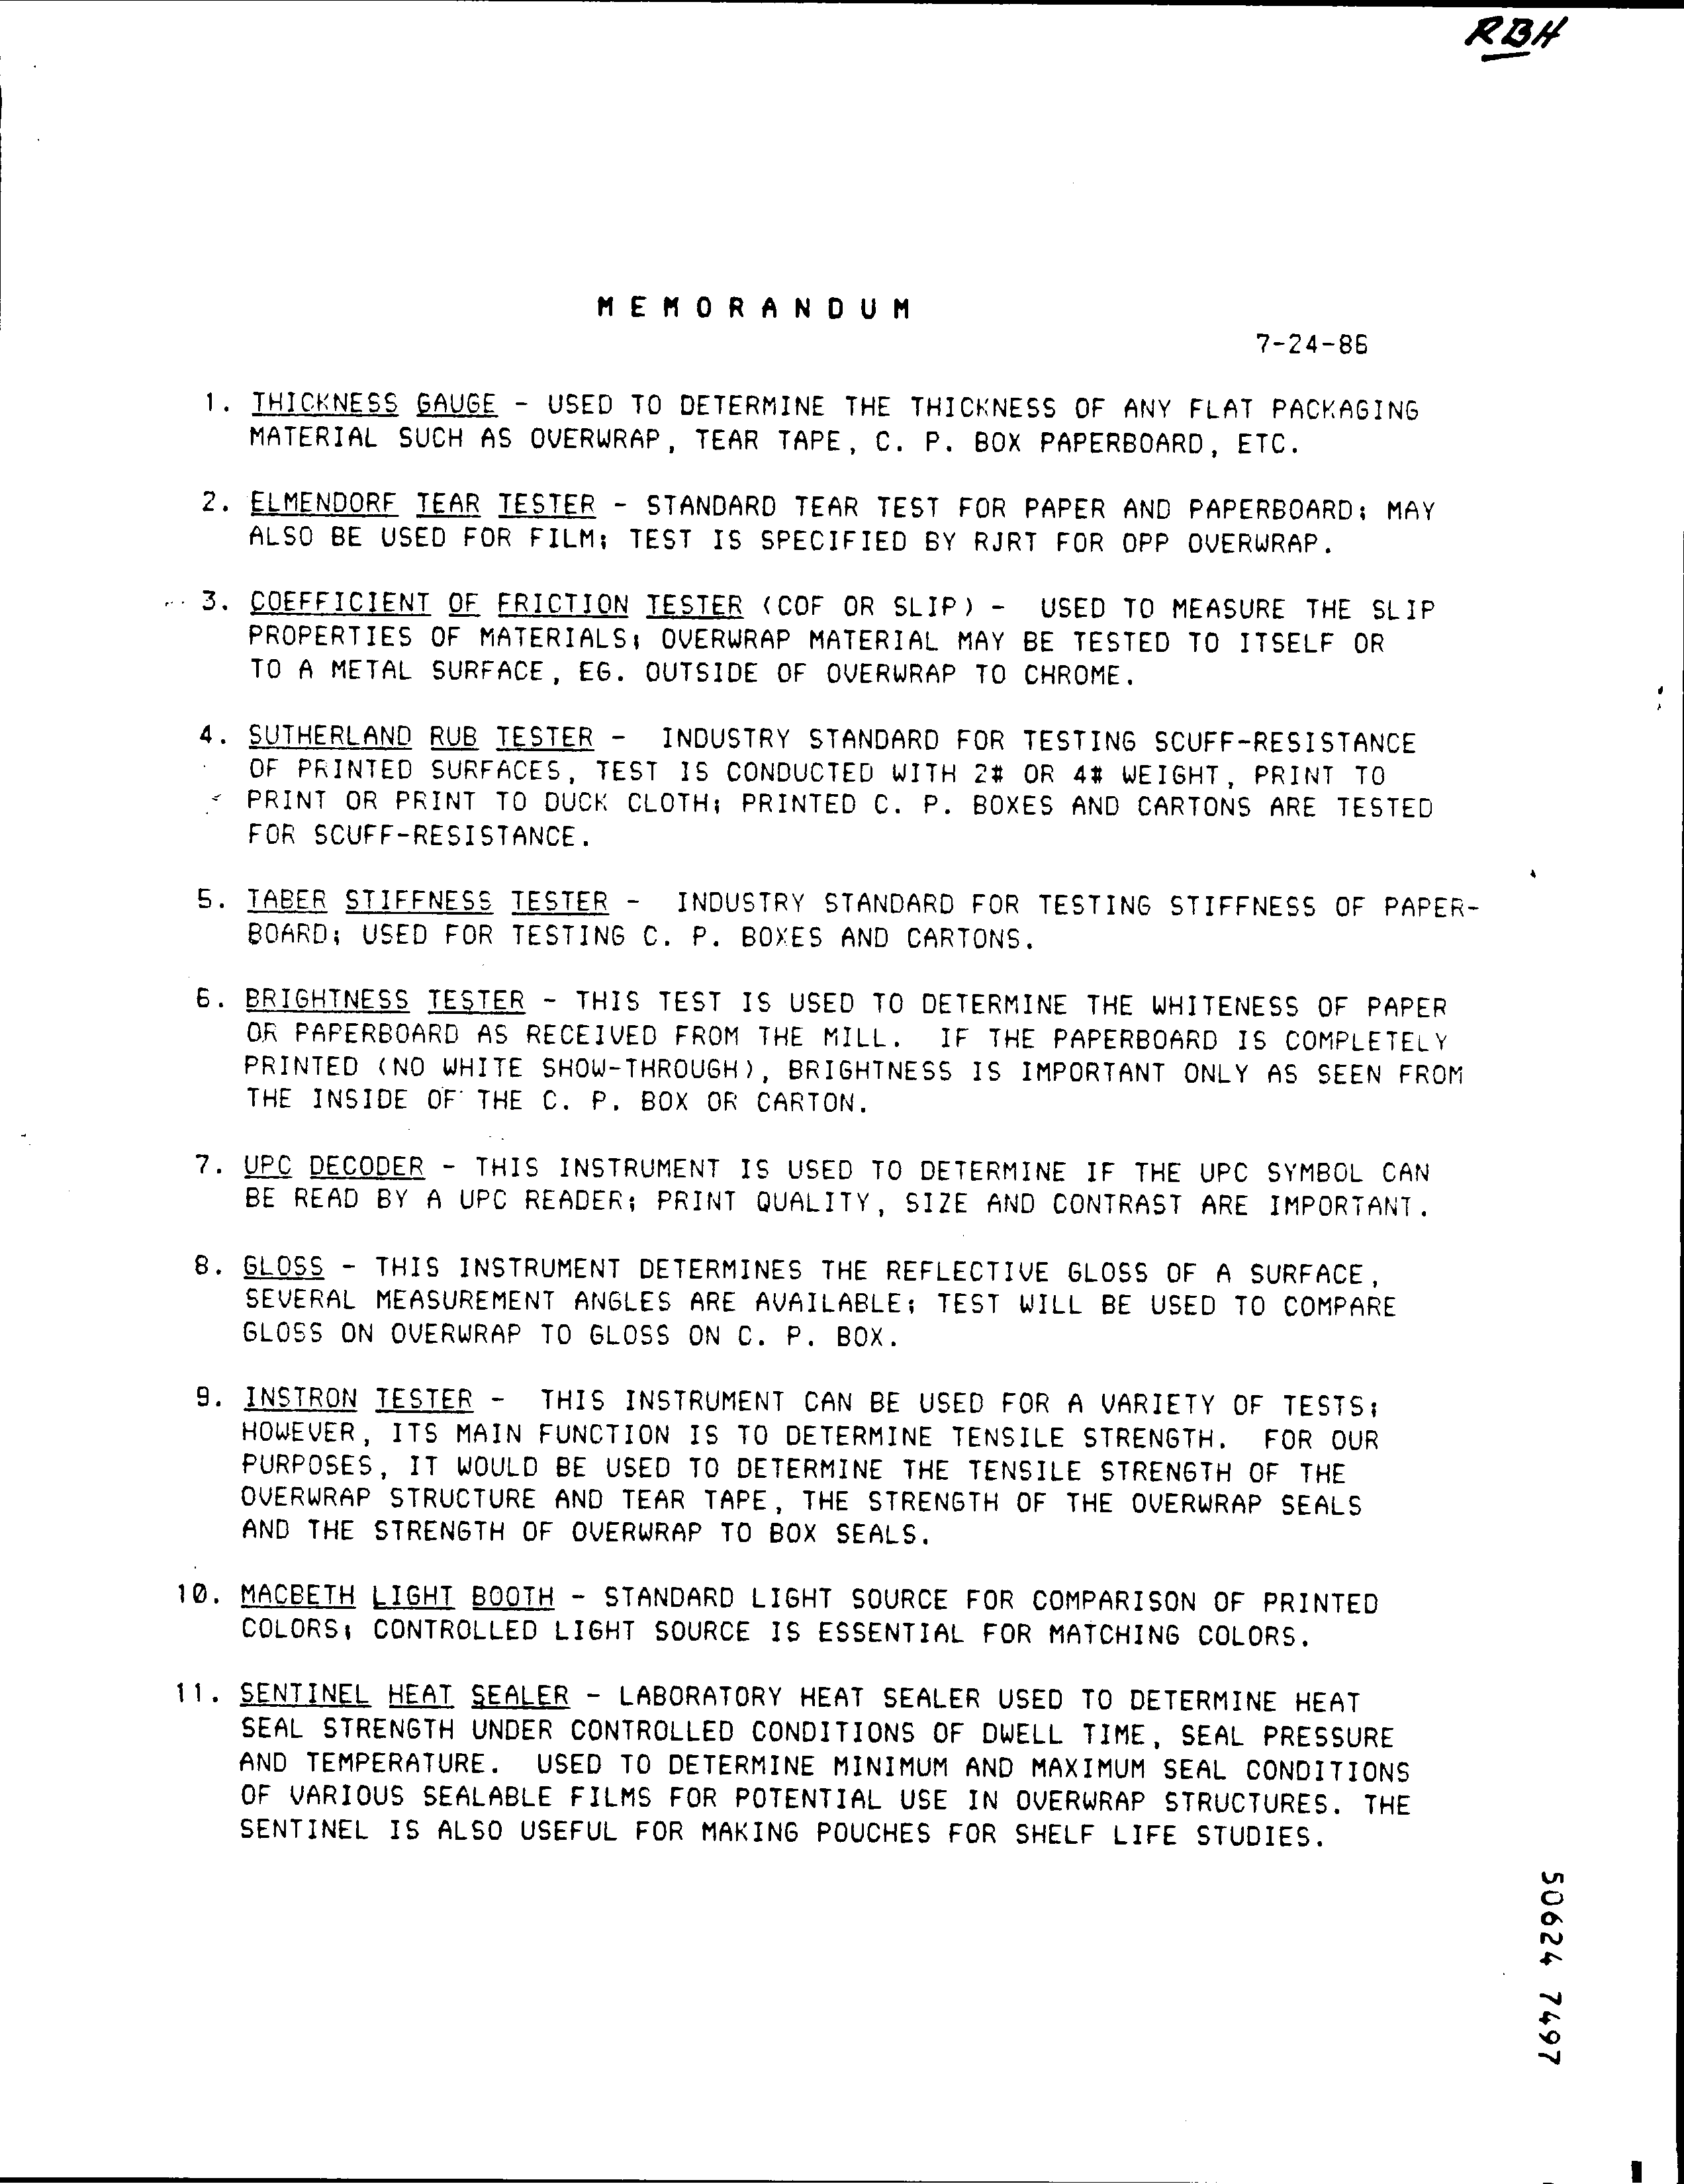 RBH
MEMORANDUM
7-24-86
1. THICKNESS GAUGE - USED TO DETERMINE THE THICKNESS OF ANY FLAT PACKAGING
MATERIAL SUCH AS OVERWRAP, TEAR TAPE, C. P. BOX PAPERBOARD, ETC.
2. ELMENDORF TEAR TESTER - STANDARD TEAR TEST FOR PAPER AND PAPERBOARD; MAY
ALSO BE USED FOR FILM; TEST IS SPECIFIED BY RJRT FOR OPP OVERWRAP.
3. COEFFICIENT OF FRICTION TESTER (COF OR SLIP) - USED TO MEASURE THE SLIP
PROPERTIES OF MATERIALS; OVERWRAP MATERIAL MAY BE TESTED TO ITSELF OR
TO A METAL SURFACE, EG. OUTSIDE OF OVERWRAP TO CHROME.
4. SUTHERLAND RUB TESTER - INDUSTRY STANDARD FOR TESTING SCUFF-RESISTANCE
OF PRINTED SURFACES, TEST IS CONDUCTED WITH 2# OR 4# WEIGHT, PRINT TO
PRINT OR PRINT TO DUCK CLOTH; PRINTED C. P. BOXES AND CARTONS ARE TESTED
FOR SCUFF-RESISTANCE.
5. TABER STIFFNESS TESTER - INDUSTRY STANDARD FOR TESTING STIFFNESS OF PAPER-
BOARD; USED FOR TESTING C. P. BOXES AND CARTONS.
6. BRIGHTNESS TESTER - THIS TEST IS USED TO DETERMINE THE WHITENESS OF PAPER
OR PAPERBOARD AS RECEIVED FROM THE MILL. IF THE PAPERBOARD IS COMPLETELY
PRINTED (NO WHITE SHOW-THROUGH), BRIGHTNESS IS IMPORTANT ONLY AS SEEN FROM
THE INSIDE OF THE C. P. BOX OR CARTON.
7. UPC DECODER - THIS INSTRUMENT IS USED TO DETERMINE IF THE UPC SYMBOL CAN
BE READ BY A UPC READER; PRINT QUALITY, SIZE AND CONTRAST ARE IMPORTANT.
8. GLOSS - THIS INSTRUMENT DETERMINES THE REFLECTIVE GLOSS OF A SURFACE,
SEVERAL MEASUREMENT ANGLES ARE AVAILABLE; TEST WILL BE USED TO COMPARE
GLOSS ON OVERWRAP TO GLOSS ON C. P. BOX.
9. INSTRON TESTER - THIS INSTRUMENT CAN BE USED FOR A VARIETY OF TESTS;
HOWEVER, ITS MAIN FUNCTION IS TO DETERMINE TENSILE STRENGTH. FOR OUR
PURPOSES, IT WOULD BE USED TO DETERMINE THE TENSILE STRENGTH OF THE
OVERWRAP STRUCTURE AND TEAR TAPE, THE STRENGTH OF THE OVERWRAP SEALS
AND THE STRENGTH OF OVERWRAP TO BOX SEALS.
10. MACBETH LIGHT BOOTH - STANDARD LIGHT SOURCE FOR COMPARISON OF PRINTED
COLORS; CONTROLLED LIGHT SOURCE IS ESSENTIAL FOR MATCHING COLORS.
11. SENTINEL HEAT SEALER - LABORATORY HEAT SEALER USED TO DETERMINE HEAT
SEAL STRENGTH UNDER CONTROLLED CONDITIONS OF DWELL TIME, SEAL PRESSURE
AND TEMPERATURE. USED TO DETERMINE MINIMUM AND MAXIMUM SEAL CONDITIONS
OF VARIOUS SEALABLE FILMS FOR POTENTIAL USE IN OVERWRAP STRUCTURES. THE
SENTINEL IS ALSO USEFUL FOR MAKING POUCHES FOR SHELF LIFE STUDIES.
50624 7497